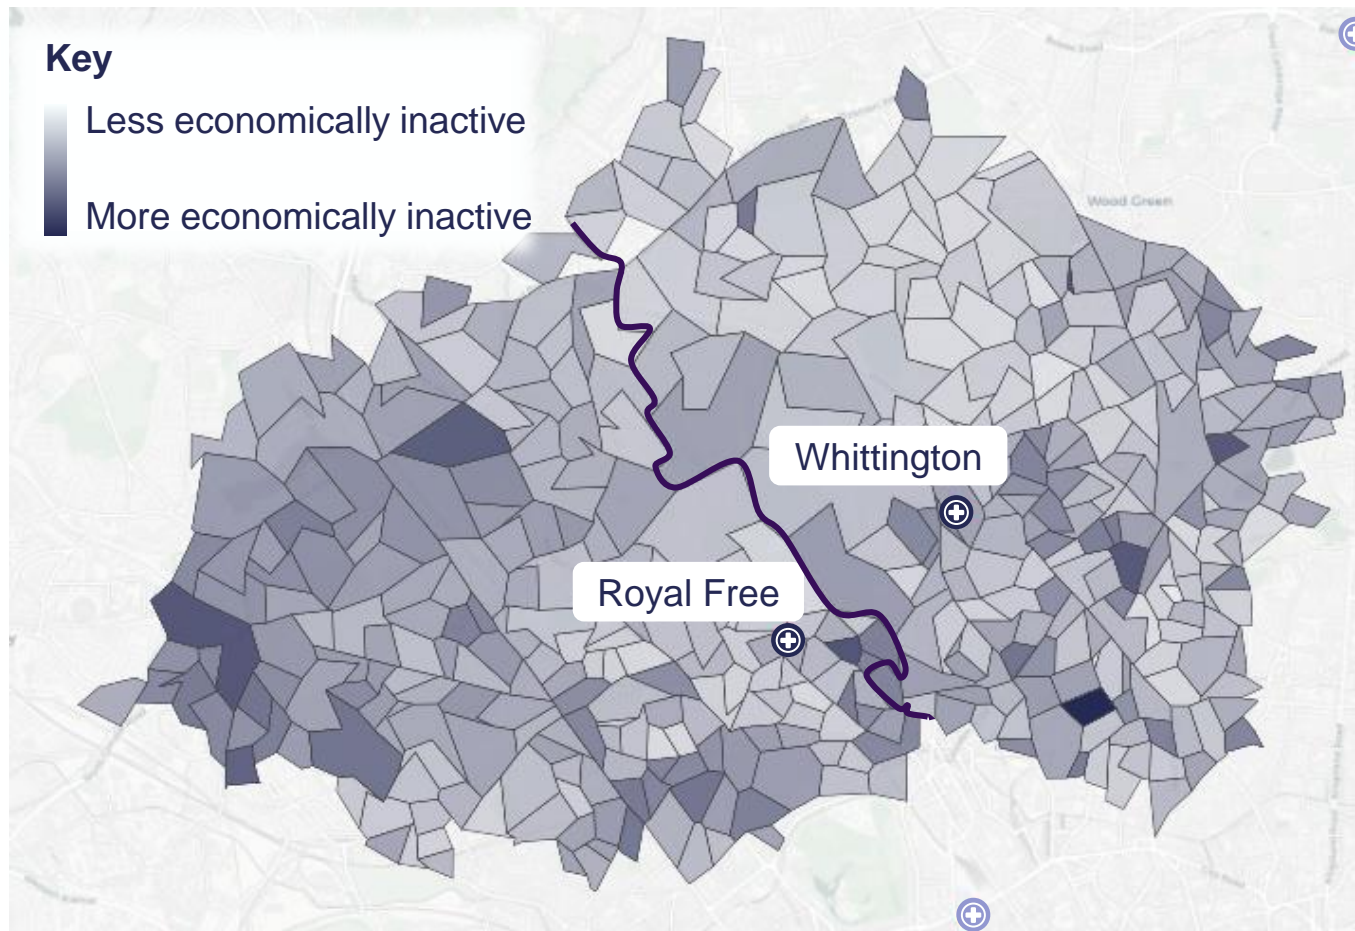 Key
Less economically inactive
More economically inactive
Wood Green
Whittington
Royal Free